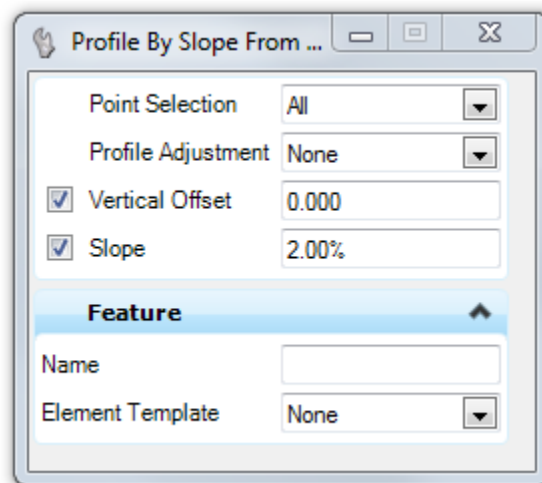 Profile By Slope From ...
Point Selection All
Profile Adjustment None
Vertical Offset 0.000
Slope 2.00%
Feature
Name
Element Template None